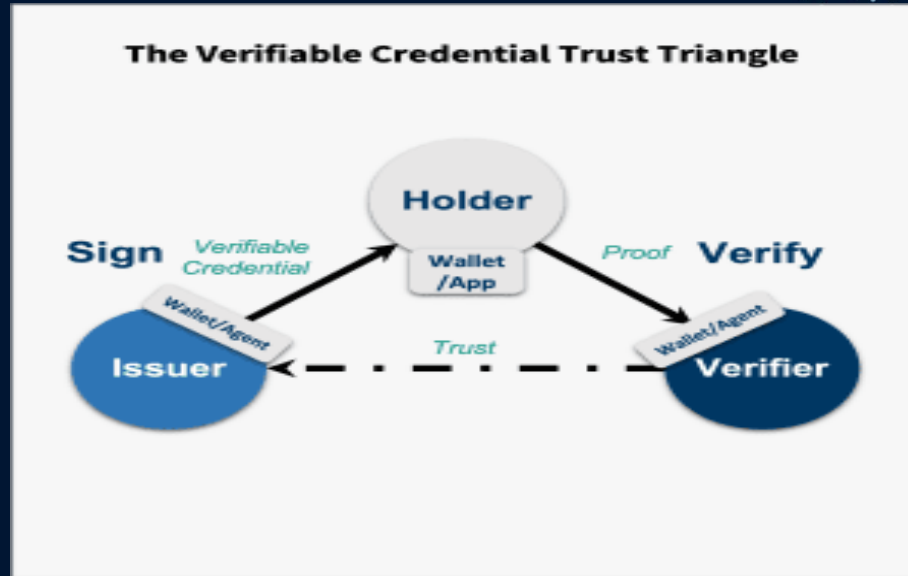 The Verifiable Credential Trust Triangle
Holder
Wallet
/App
Sign
Verifiable
Credential
Proof
Verify
Wallet/Agent
Issuer
Trust
Wallet/Agent
Verifier